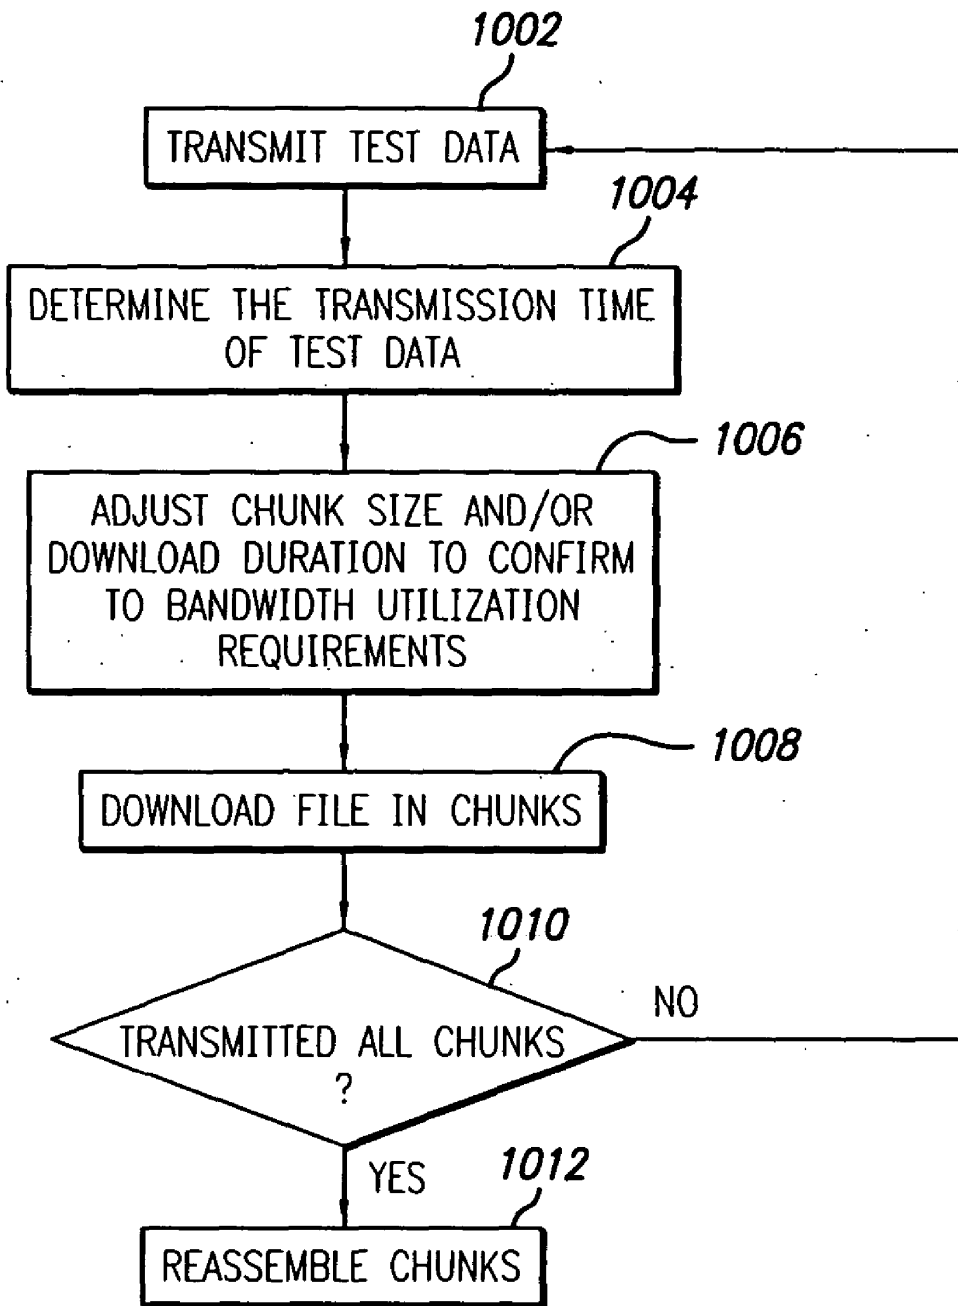 1002
TRANSMIT TEST DATA
1004
DETERMINE THE TRANSMISSION TIME
OF TEST DATA
1006
ADJUST CHUNK SIZE AND/OR
DOWNLOAD DURATION TO CONFIRM
TO BANDWIDTH UTILIZATION
REQUIREMENTS
1008
DOWNLOAD FILE IN CHUNKS
1010
NO
TRANSMITTED ALL CHUNKS
?
YES
1012
REASSEMBLE CHUNKS